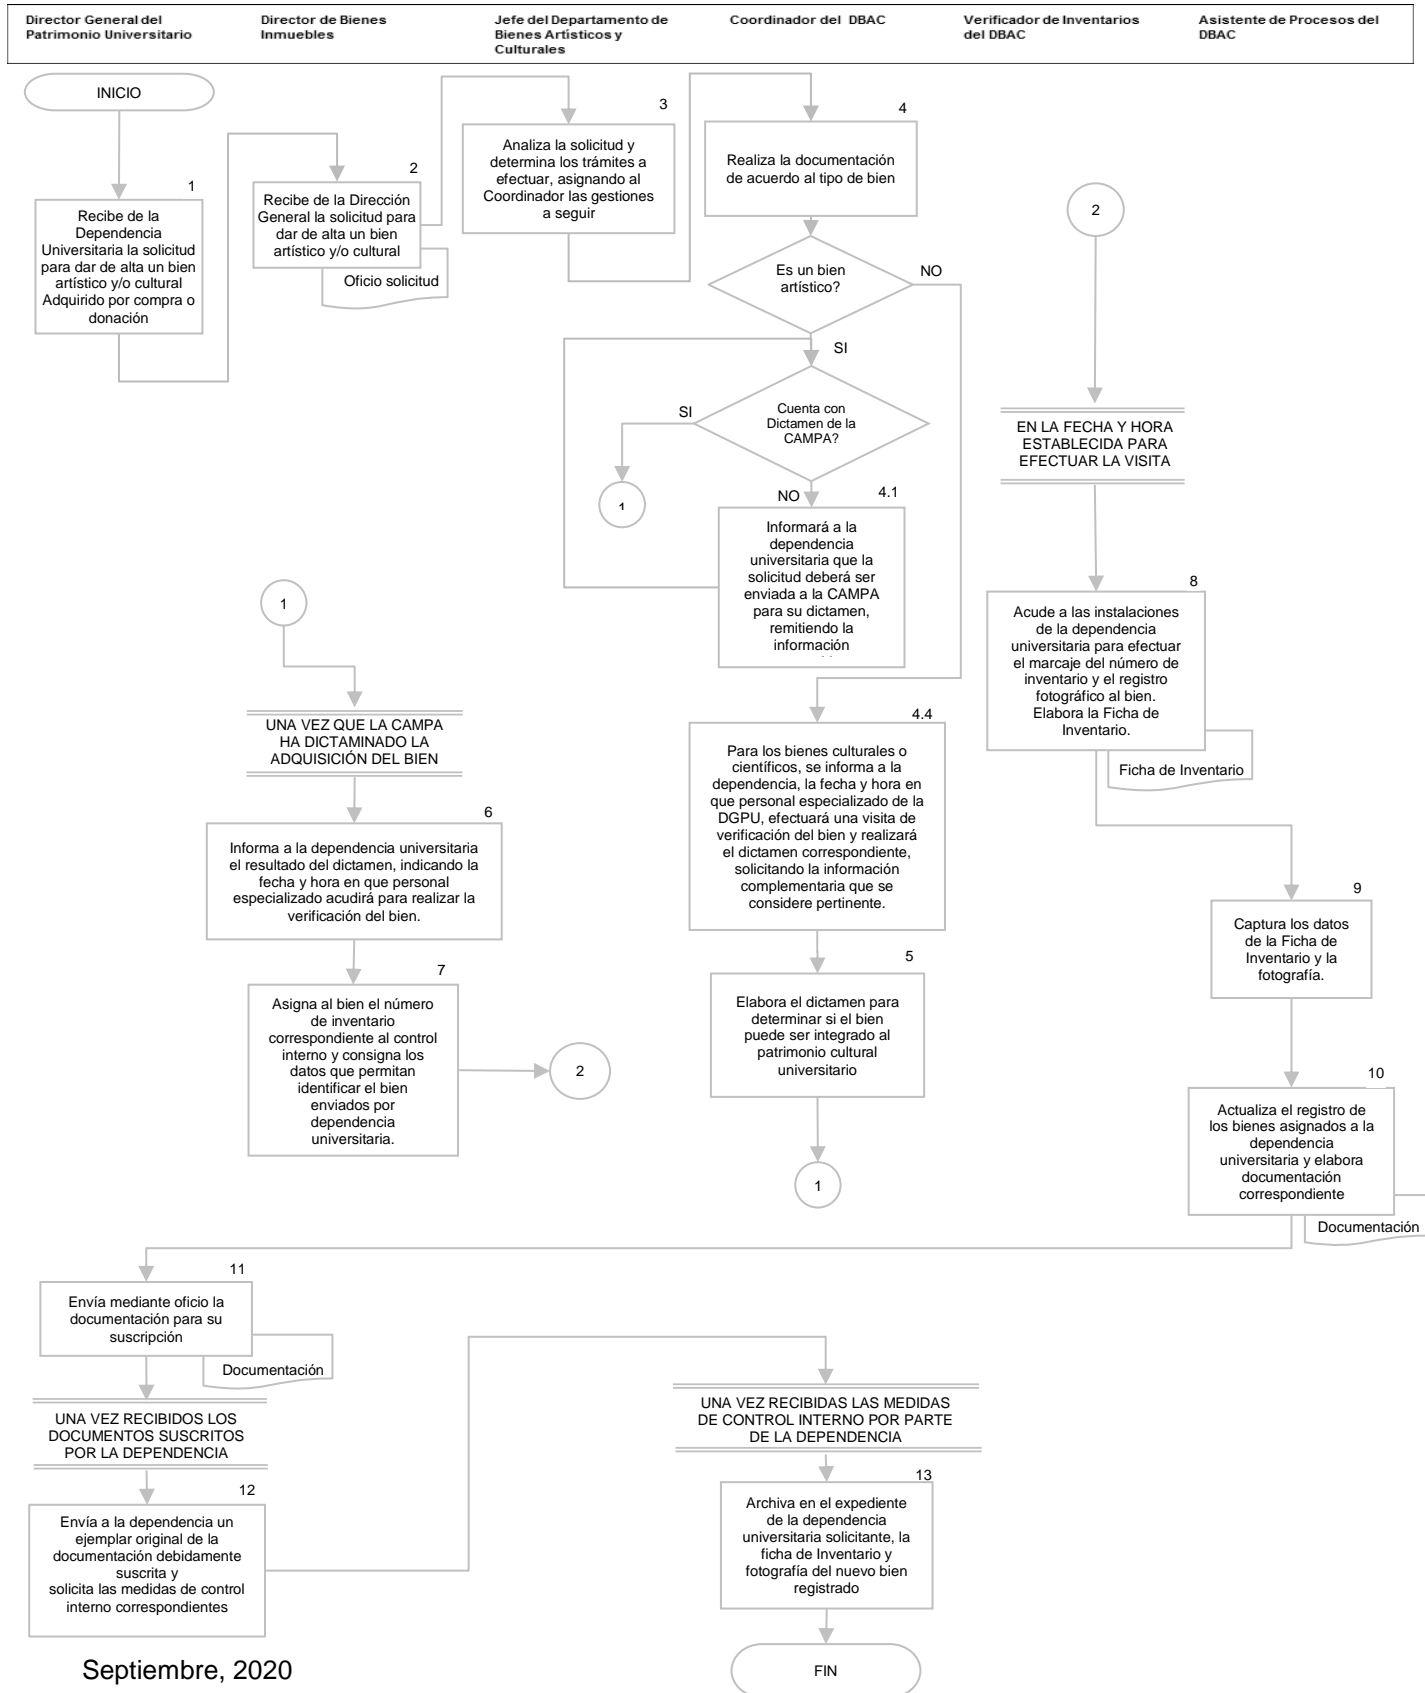 Director General del
Patrimonio Universitario
Director de Bienes
Inmuebles
Jefe del Departamento de
Bienes Artísticos y
Culturales
Coordinador del DBAC
Verificador de Inventarios
del DBAC
Asistente de Procesos del
DBAC
INICIO
1
Recibe de la
Dependencia
Universitaria la solicitud
para dar de alta un bien
artístico y/o cultural
Adquirido por compra o
donación
2
Recibe de la Dirección
General la solicitud para
dar de alta un bien
artístico y/o cultural
Oficio solicitud
3
Analiza la solicitud y
determina los trámites a
efectuar, asignando al
Coordinador las gestiones
a seguir
4
Realiza la documentación
de acuerdo al tipo de bien
Es un bien
artístico?
NO
SI
Cuenta con
Dictamen de la
CAMPA?
SI
1
NO
4.1
Informará a la
dependencia
universitaria que la
solicitud deberá ser
enviada a la CAMPA
para su dictamen,
remitiendo la
información
4.4
Para los bienes culturales o
científicos, se informa a la
dependencia, la fecha y hora en
que personal especializado de la
DGPU, efectuará una visita de
verificación del bien y realizará
el dictamen correspondiente,
solicitando la información
complementaria que se
considere pertinente.
5
Elabora el dictamen para
determinar si el bien
puede ser integrado al
patrimonio cultural
universitario
1
1
UNA VEZ QUE LA CAMPA
HA DICTAMINADO LA
ADQUISICIÓN DEL BIEN
6
Informa a la dependencia universitaria
el resultado del dictamen, indicando la
fecha y hora en que personal
especializado acudirá para realizar la
verificación del bien.
7
Asigna al bien el número
de inventario
correspondiente al control
interno y consigna los
datos que permitan
identificar el bien
enviados por
dependencia
universitaria.
2
2
EN LA FECHA Y HORA
ESTABLECIDA PARA
EFECTUAR LA VISITA
8
Acude a las instalaciones
de la dependencia
universitaria para efectuar
el marcaje del número de
inventario y el registro
fotográfico al bien.
Elabora la Ficha de
Inventario.
Ficha de Inventario
9
Captura los datos
de la Ficha de
Inventario y la
fotografía.
10
Actualiza el registro de
los bienes asignados a la
dependencia
universitaria y elabora
documentación
correspondiente
Documentación
11
Envía mediante oficio la
documentación para su
suscripción
Documentación
UNA VEZ RECIBIDOS LOS
DOCUMENTOS SUSCRITOS
POR LA DEPENDENCIA
12
Envía a la dependencia un
ejemplar original de la
documentación debidamente
suscrita y
solicita las medidas de control
interno correspondientes
UNA VEZ RECIBIDAS LAS MEDIDAS
DE CONTROL INTERNO POR PARTE
DE LA DEPENDENCIA
13
Archiva en el expediente
de la dependencia
universitaria solicitante, la
ficha de Inventario y
fotografía del nuevo bien
registrado
FIN
Septiembre, 2020